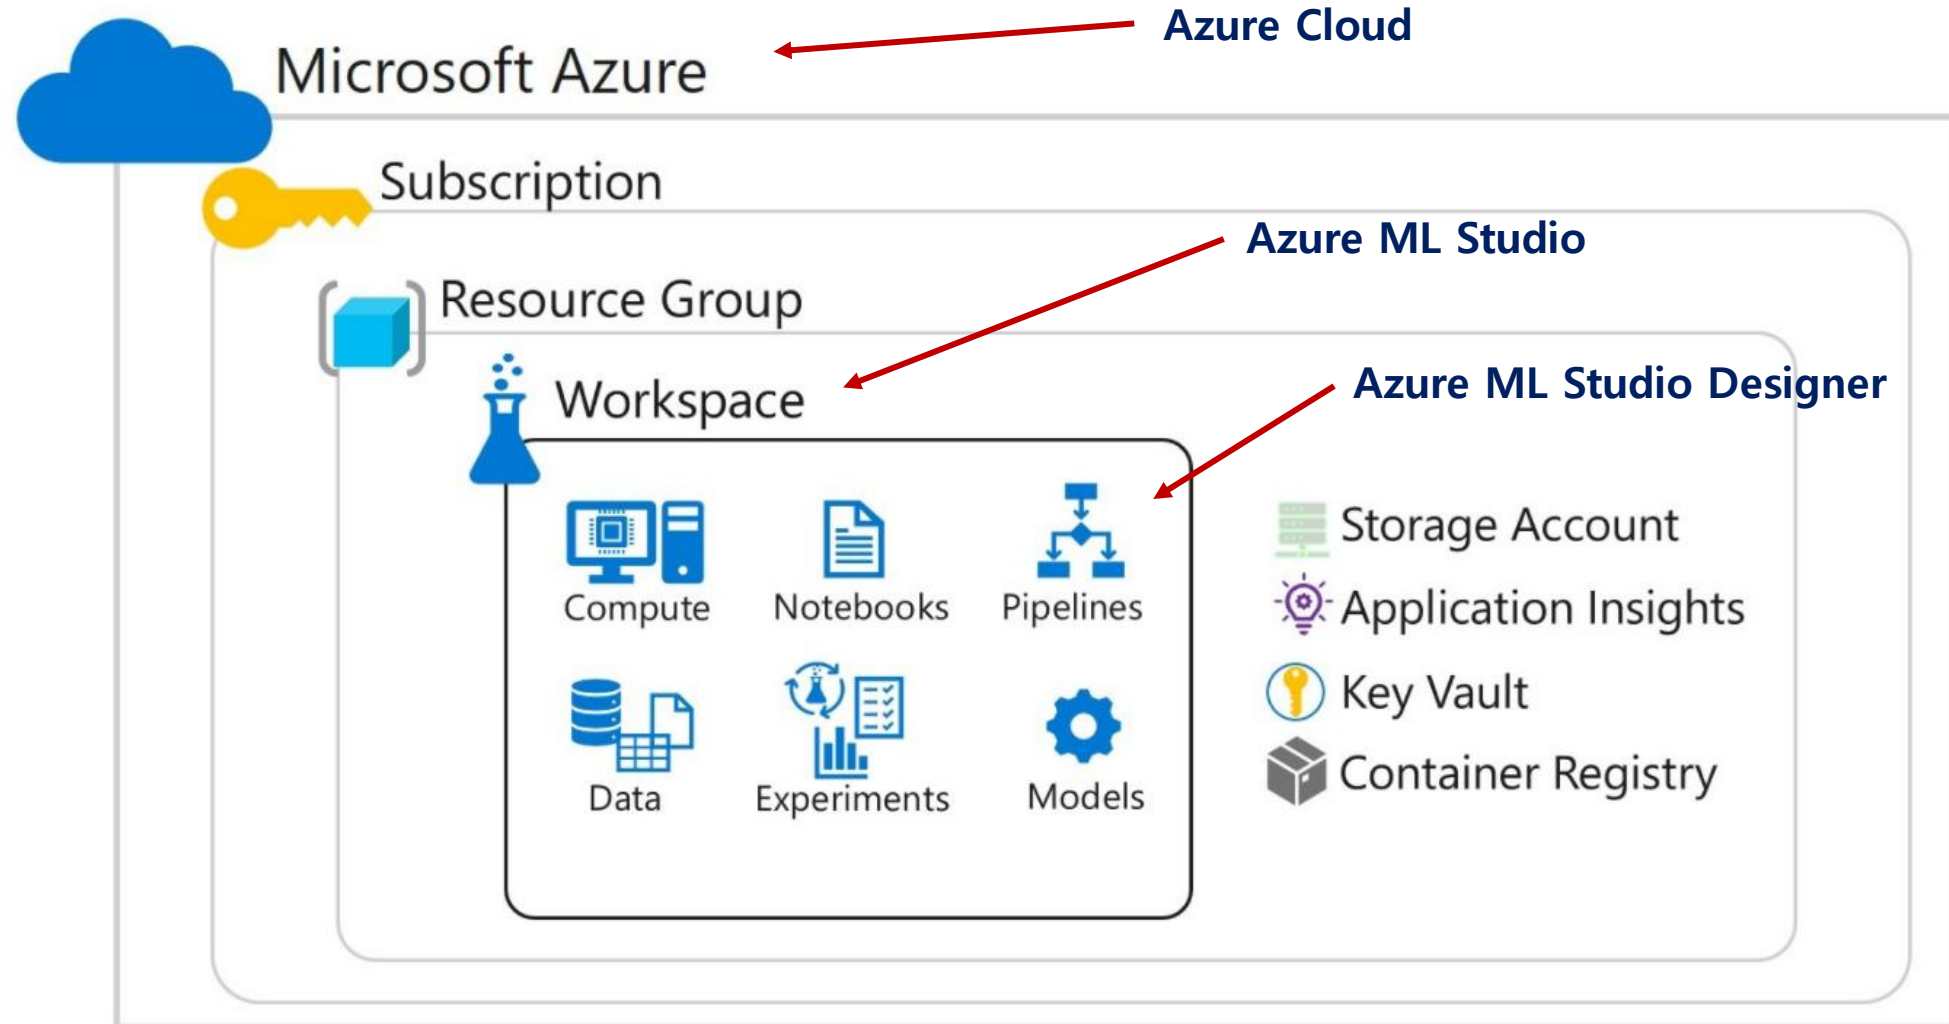 Azure Cloud
Microsoft Azure
Subscription
Azure ML Studio
Resource Group
Azure ML Studio Designer
Workspace
Compute
Notebooks
Pipelines
Data
Experiments
Models
Storage Account
Application Insights
Key Vault
Container Registry